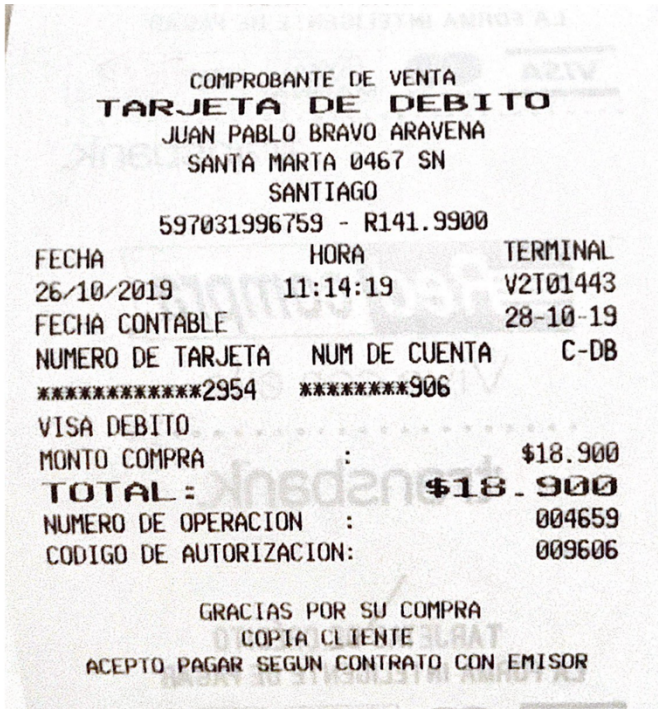 COMPROBANTE DE VENTA
TARJETA DE DEBITO
JUAN PABLO BRAVO ARAVENA
SANTA MARTA 0467 SN
SANTIAGO
597031996759 - R141.9900
FECHA HORA TERMINAL
26/10/2019 11:14:19 V2T01443
FECHA CONTABLE 28-10-19
NUMERO DE TARJETA NUM DE CUENTA C-DB
************2954 ********906
VISA DEBITO
MONTO COMPRA : $18.900
TOTAL: $18.900
NUMERO DE OPERACION : 004659
CODIGO DE AUTORIZACION: 009606
GRACIAS POR SU COMPRA
COPIA CLIENTE
ACEPTO PAGAR SEGUN CONTRATO CON EMISOR